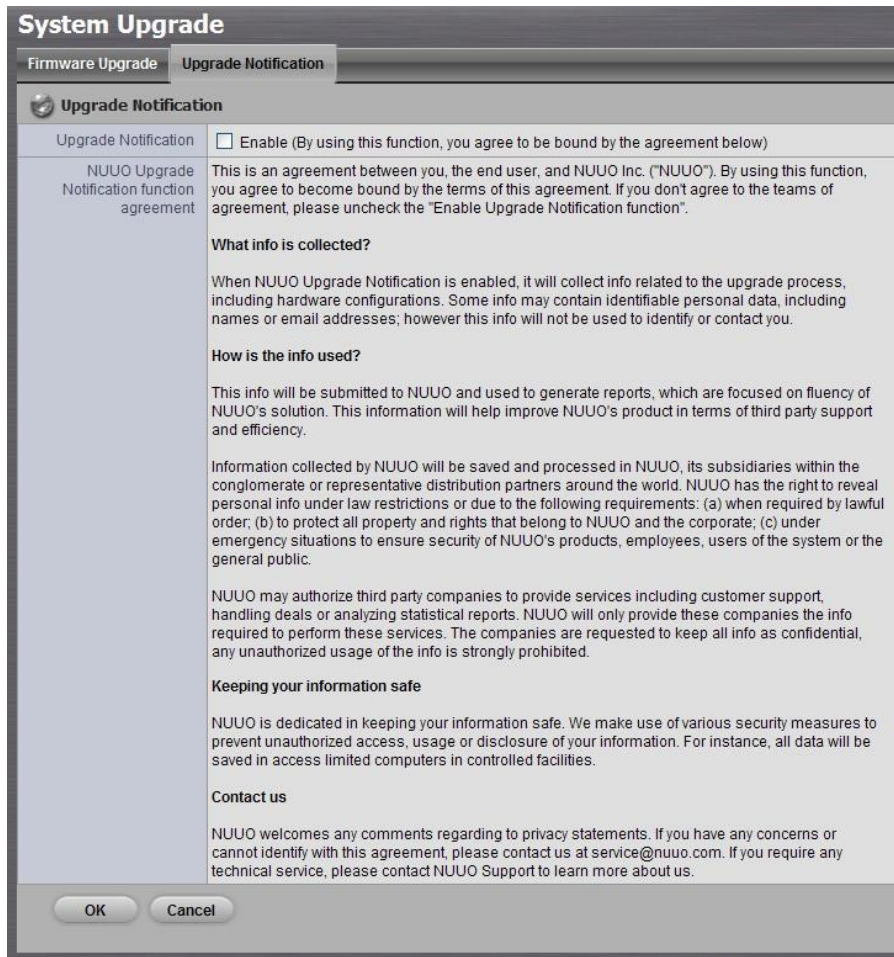 System Upgrade
Firmware Upgrade
Upgrade Notification
Upgrade Notification
Upgrade Notification
Enable (By using this function, you agree to be bound by the agreement below)
NUUO Upgrade
Notification function
agreement
This is an agreement between you, the end user, and NUUO Inc. ("NUUO"). By using this function,
you agree to become bound by the terms of this agreement. If you don't agree to the teams of
agreement, please uncheck the "Enable Upgrade Notification function".
What info is collected?
When NUUO Upgrade Notification is enabled, it will collect info related to the upgrade process,
including hardware configurations. Some info may contain identifiable personal data, including
names or email addresses; however this info will not be used to identify or contact you.
How is the info used?
This info will be submitted to NUUO and used to generate reports, which are focused on fluency of
NUUO's solution. This information will help improve NUUO's product in terms of third party support
and efficiency.
Information collected by NUUO will be saved and processed in NUUO, its subsidiaries within the
conglomerate or representative distribution partners around the world. NUUO has the right to reveal
personal info under law restrictions or due to the following requirements: (a) when required by lawful
order; (b) to protect all property and rights that belong to NUUO and the corporate; (c) under
emergency situations to ensure security of NUUO's products, employees, users of the system or the
general public.
NUUO may authorize third party companies to provide services including customer support,
handling deals or analyzing statistical reports. NUUO will only provide these companies the info
required to perform these services. The companies are requested to keep all info as confidential,
any unauthorized usage of the info is strongly prohibited.
Keeping your information safe
NUUO is dedicated in keeping your information safe. We make use of various security measures to
prevent unauthorized access, usage or disclosure of your information. For instance, all data will be
saved in access limited computers in controlled facilities.
Contact us
NUUO welcomes any comments regarding to privacy statements. If you have any concerns or
cannot identify with this agreement, please contact us at service@nuuo.com. If you require any
technical service, please contact NUUO Support to learn more about us.
OK
Cancel